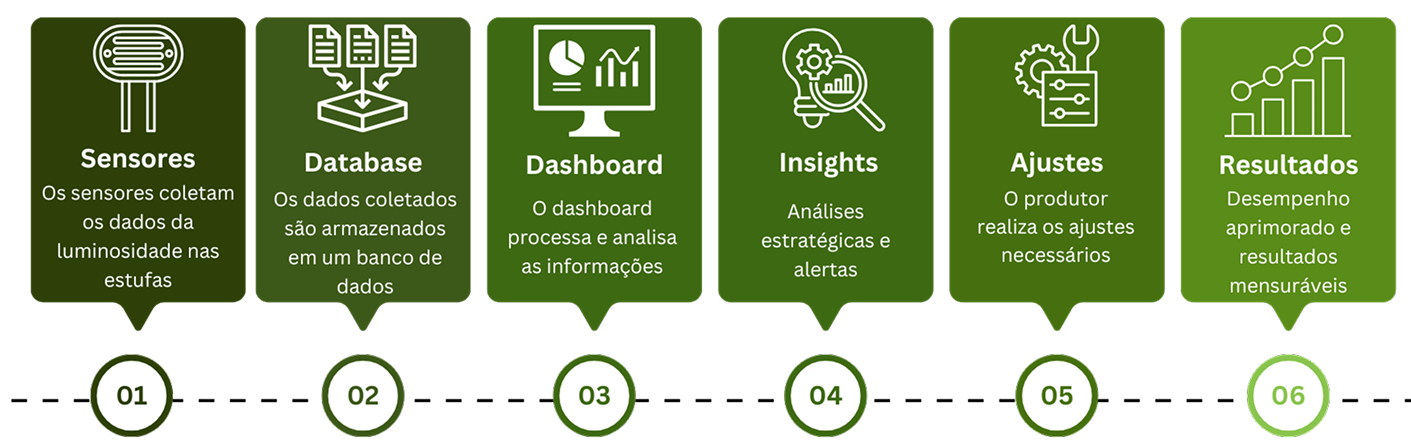 Sensores
Os sensores coletam
os dados da
luminosidade nas
estufas
Database
Os dados coletados
são armazenados
em um banco de
dados
Dashboard
O dashboard
processa e analisa
as informações
Insights
Análises
estratégicas e
alertas
Ajustes
O produtor
realiza os ajustes
necessários
Resultados
Desempenho
aprimorado e
resultados
mensuráveis
01
02
03
04
05
06